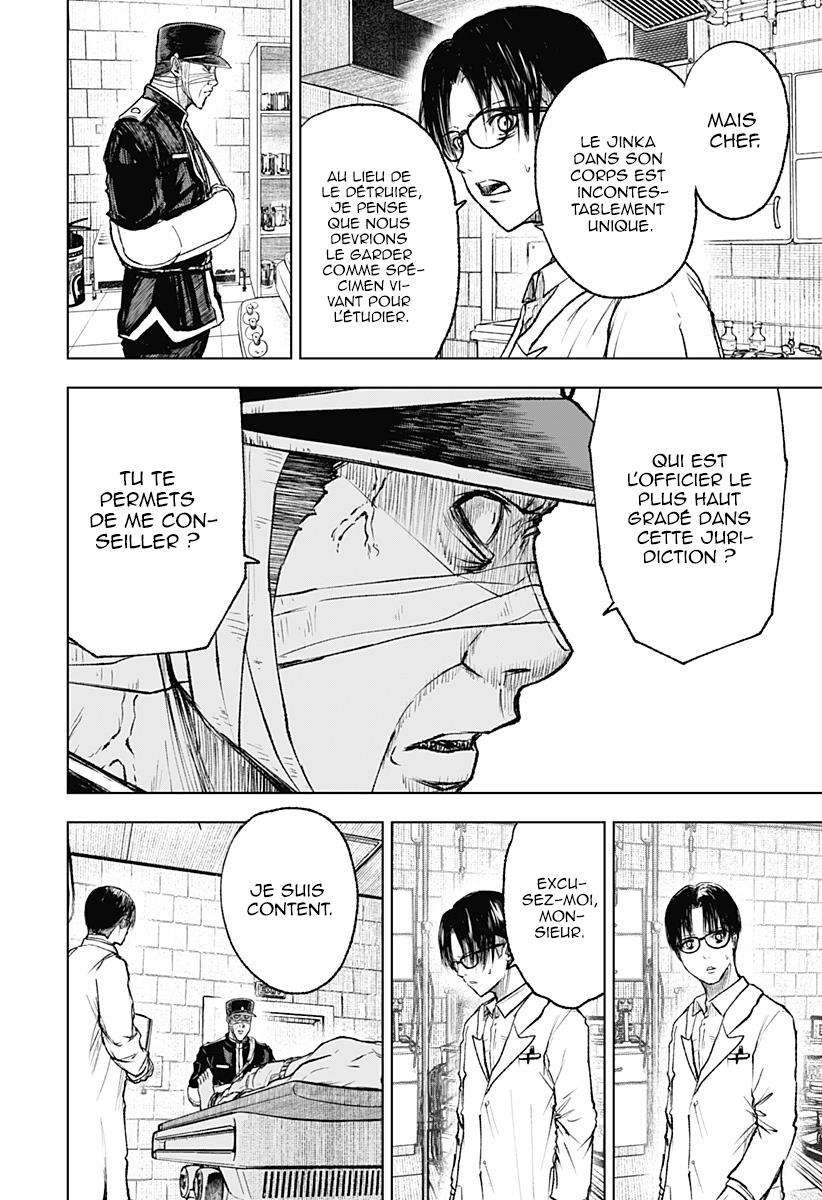 MAIS
CHEF.
LE JINKA
DANS SON
CORPS EST
INCONTES-
TABLEMENT
UNIQUE.
AU LIEU DE
LE DÉTRUIRE,
JE PENSE
QUE NOUS
DEVRIONS
LE GARDER
COMME SPÉ-
CIMEN VI-
VANT POUR
L'ÉTUDIER.
QUI EST
L'OFFICIER LE
PLUS HAUT
GRADÉ DANS
CETTE JURI-
DICTION ?
TU TE
PERMETS
DE ME CON-
SEILLER ?
EXCU-
SEZ-MOI,
MON-
SIEUR.
JE SUIS
CONTENT.